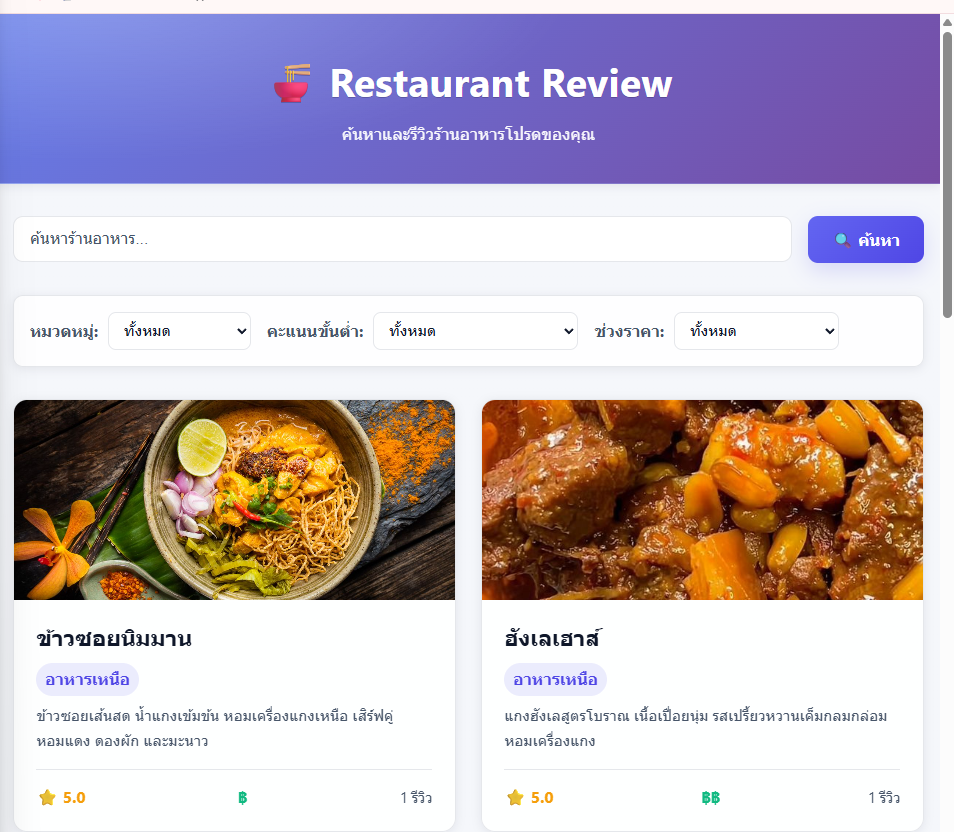 Restaurant Review
ค้นหาและรีวิวร้านอาหารโปรดของคุณ
ค้นหาร้านอาหาร...
ค้นหา
หมวดหมู่: ทั้งหมด คะแนนขั้นต่ำ: ทั้งหมด ช่วงราคา: ทั้งหมด
ข้าวซอยนิมมาน
อาหารเหนือ
ข้าวซอยเส้นสด น้ำแกงเข้มข้น หอมเครื่องแกงเหนือ เสิร์ฟคู่
หอมแดง ดองผัก และมะนาว
5.0 ฿ 1 รีวิว
ฮังเลเฮาส์
อาหารเหนือ
แกงฮังเลสูตรโบราณ เนื้อเปื่อยนุ่ม รสเปรี้ยวหวานเค็มกลมกล่อม
หอมเครื่องแกง
5.0 ฿฿ 1 รีวิว